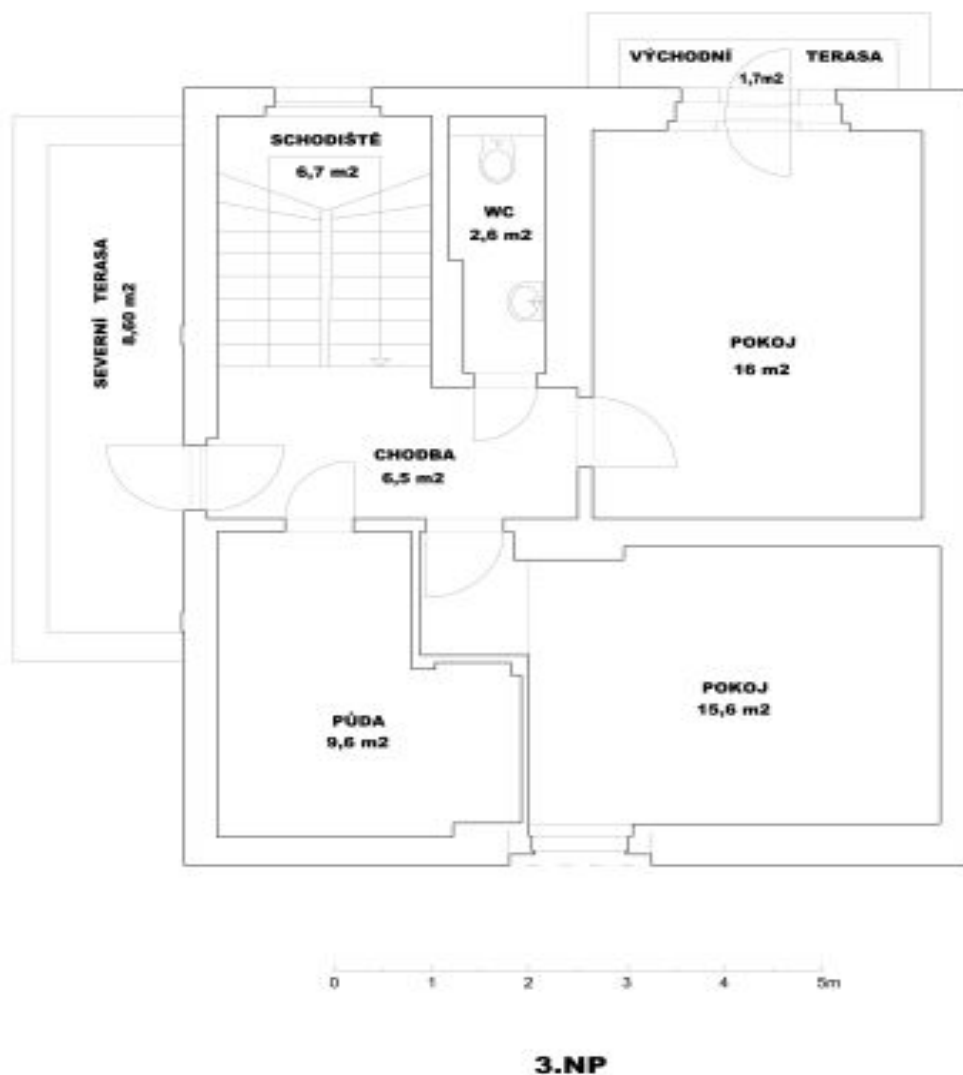 VÝCHODNÍ TERASA
1,7m2
SCHODIŠTĚ
6,7 m2
WC
2,6 m2
SEVERNÍ TERASA
8,60 m2
POKOJ
16 m2
CHODBA
6,5 m2
POKOJ
15,6 m2
PŮDA
9,6 m2
0 1 2 3 5m
3.NP